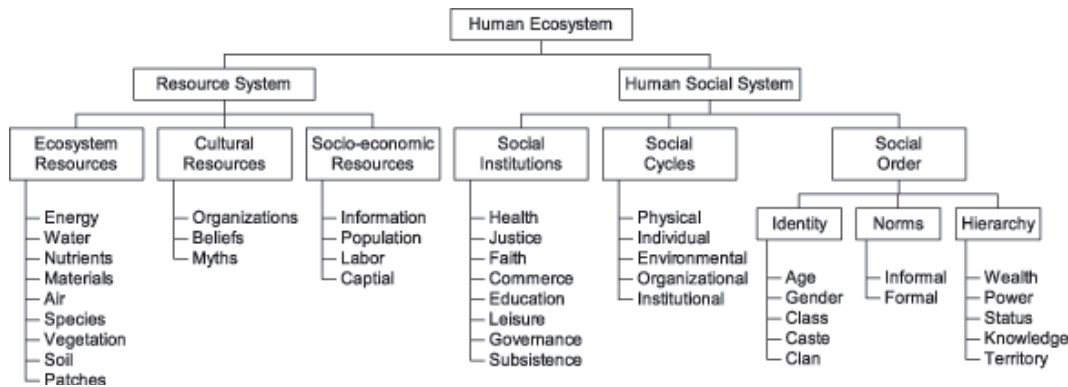 Human Ecosystem
Resource System
Human Social System
Ecosystem
Resources
Cultural
Resources
Socio-economic
Resources
Social
Institutions
Social
Cycles
Social
Order
Energy
Water
Nutrients
Materials
Air
Species
Vegetation
Soil
Patches
Organizations
Beliefs
Myths
Information
Population
Labor
Captial
Health
Justice
Faith
Commerce
Education
Leisure
Governance
Subsistence
Physical
Individual
Environmental
Organizational
Institutional
Identity
Norms
Hierarchy
Age
Gender
Class
Caste
Clan
Informal
Formal
Wealth
Power
Status
Knowledge
Territory